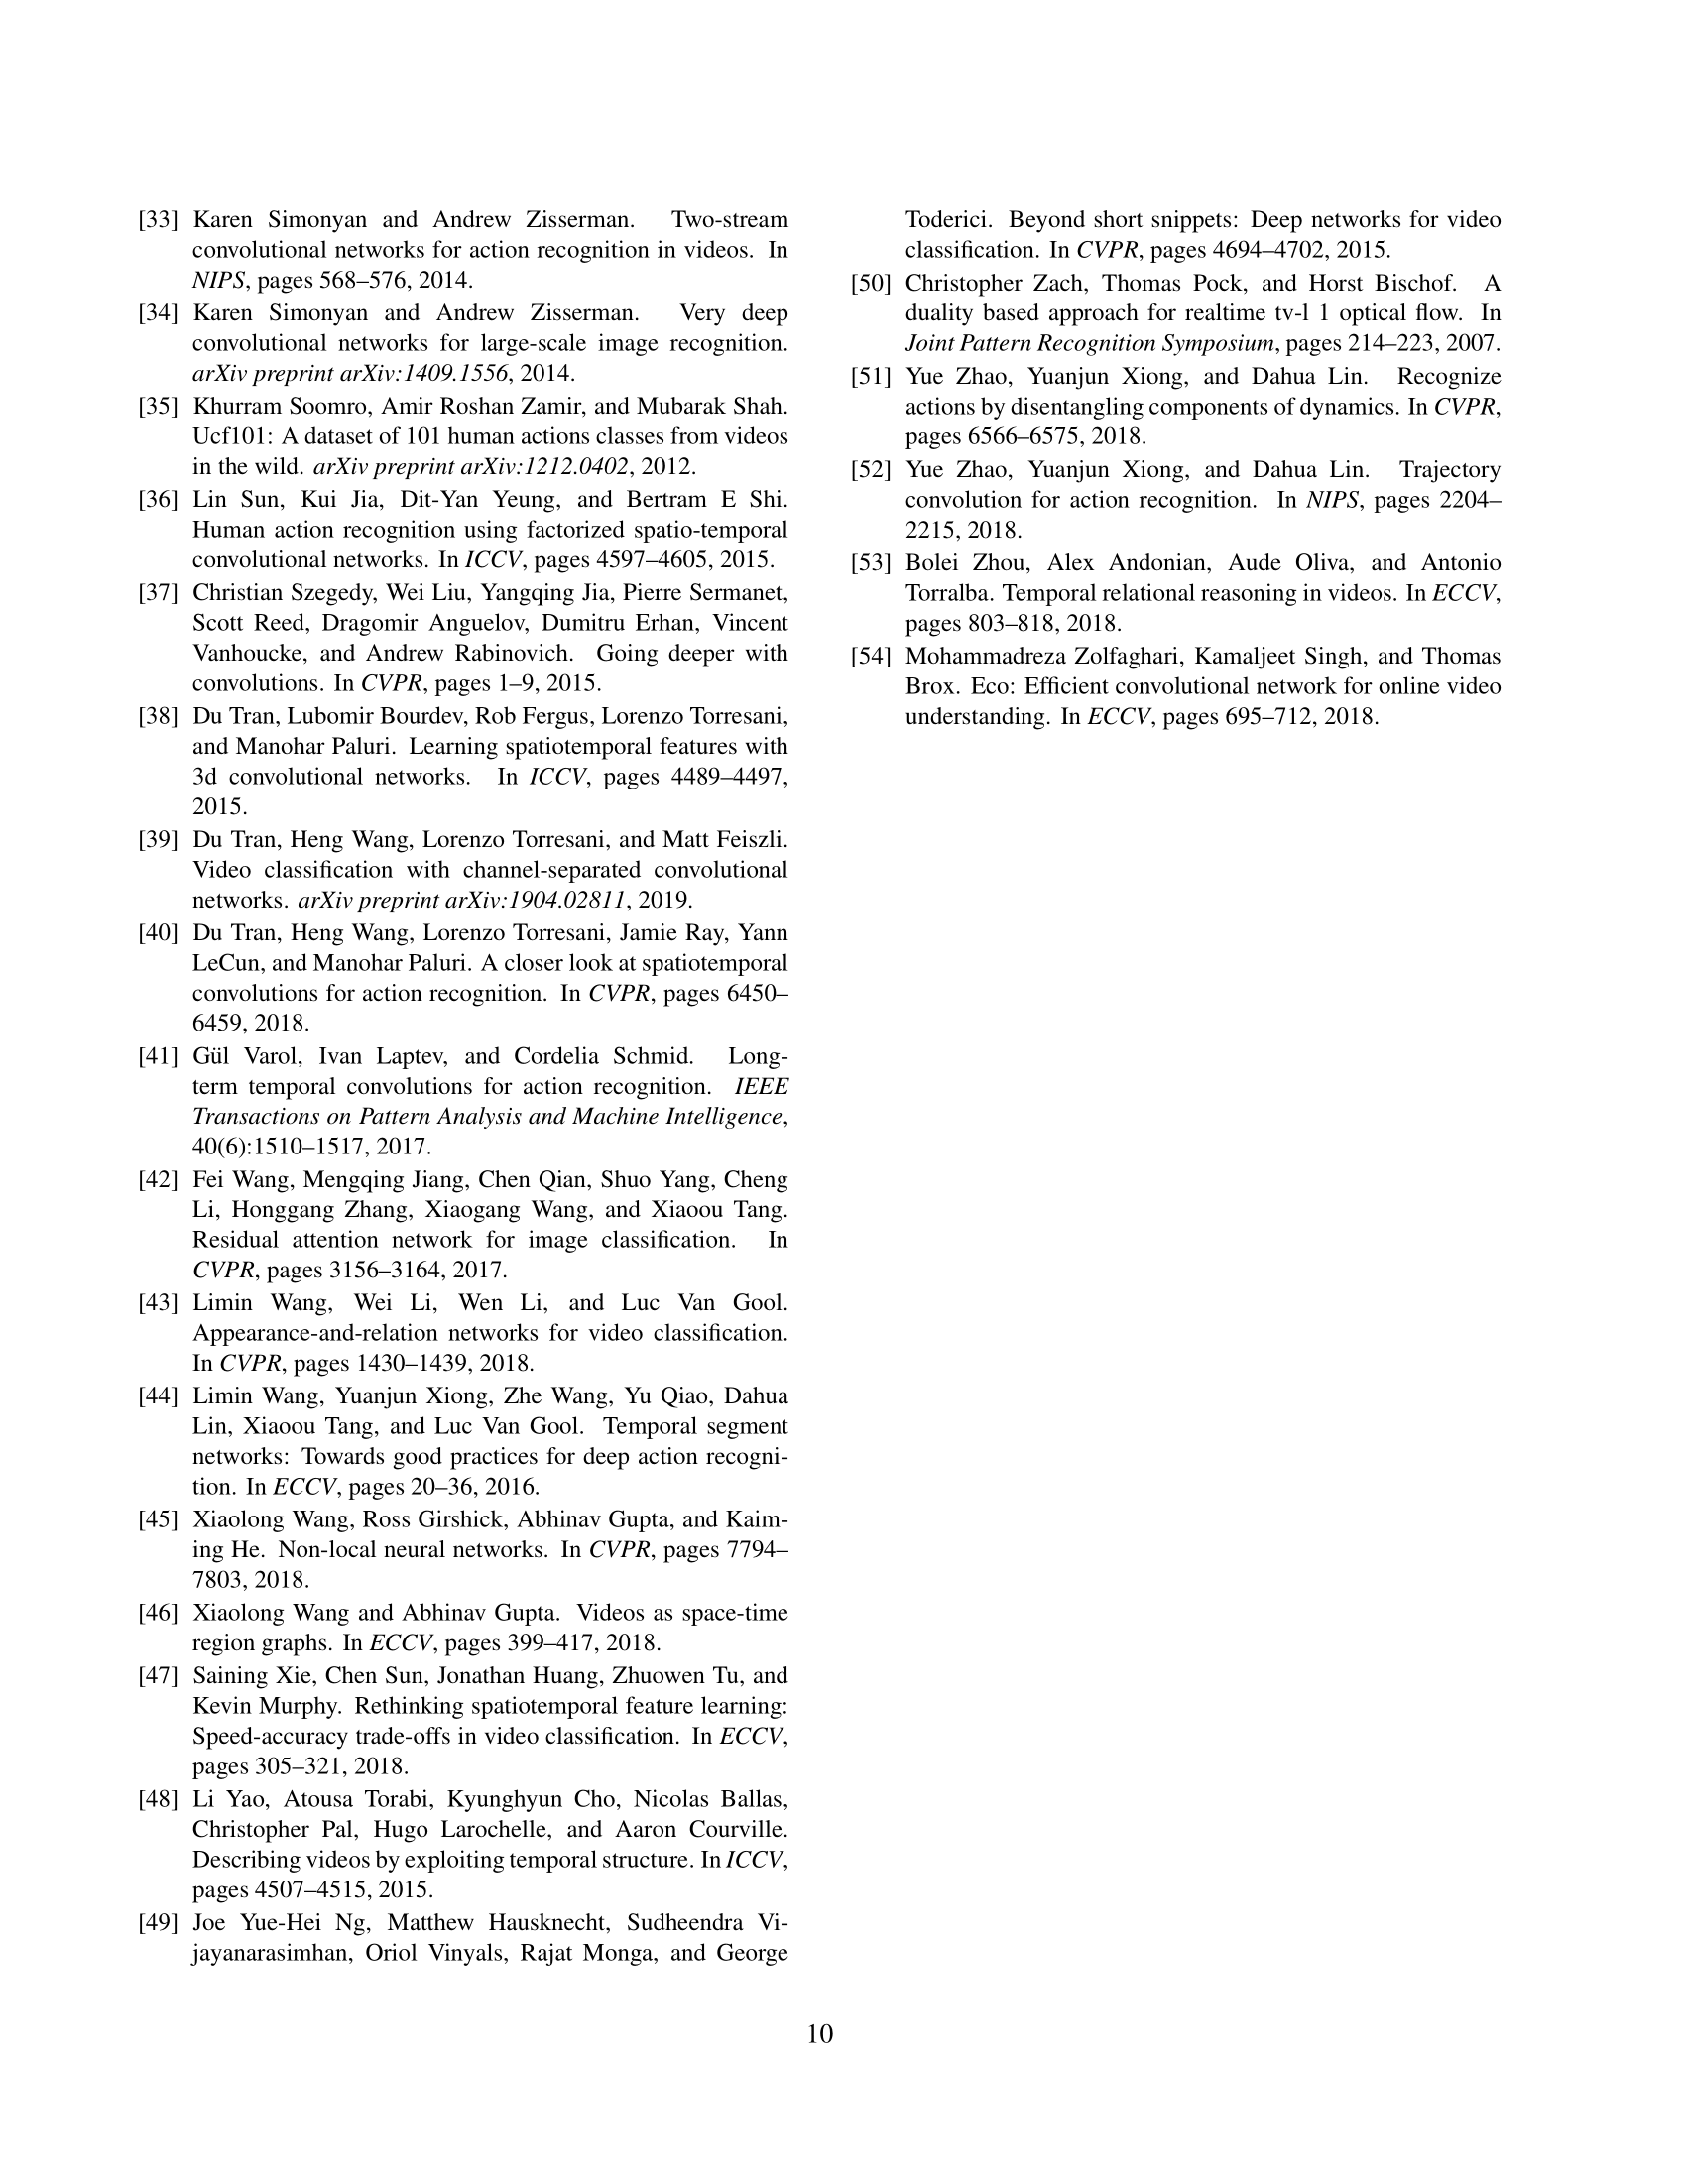 [33] Karen Simonyan and Andrew Zisserman. Two-stream
convolutional networks for action recognition in videos. In
NIPS, pages 568–576, 2014.
[34] Karen Simonyan and Andrew Zisserman. Very deep
convolutional networks for large-scale image recognition.
arXiv preprint arXiv:1409.1556, 2014.
[35] Khurram Soomro, Amir Roshan Zamir, and Mubarak Shah.
Ucf101: A dataset of 101 human actions classes from videos
in the wild. arXiv preprint arXiv:1212.0402, 2012.
[36] Lin Sun, Kui Jia, Dit-Yan Yeung, and Bertram E Shi.
Human action recognition using factorized spatio-temporal
convolutional networks. In ICCV, pages 4597–4605, 2015.
[37] Christian Szegedy, Wei Liu, Yangqing Jia, Pierre Sermanet,
Scott Reed, Dragomir Anguelov, Dumitru Erhan, Vincent
Vanhoucke, and Andrew Rabinovich. Going deeper with
convolutions. In CVPR, pages 1–9, 2015.
[38] Du Tran, Lubomir Bourdev, Rob Fergus, Lorenzo Torresani,
and Manohar Paluri. Learning spatiotemporal features with
3d convolutional networks. In ICCV, pages 4489–4497,
2015.
[39] Du Tran, Heng Wang, Lorenzo Torresani, and Matt Feiszli.
Video classification with channel-separated convolutional
networks. arXiv preprint arXiv:1904.02811, 2019.
[40] Du Tran, Heng Wang, Lorenzo Torresani, Jamie Ray, Yann
LeCun, and Manohar Paluri. A closer look at spatiotemporal
convolutions for action recognition. In CVPR, pages 6450–
6459, 2018.
[41] Gül Varol, Ivan Laptev, and Cordelia Schmid. Long-
term temporal convolutions for action recognition. IEEE
Transactions on Pattern Analysis and Machine Intelligence,
40(6):1510–1517, 2017.
[42] Fei Wang, Mengqing Jiang, Chen Qian, Shuo Yang, Cheng
Li, Honggang Zhang, Xiaogang Wang, and Xiaoou Tang.
Residual attention network for image classification. In
CVPR, pages 3156–3164, 2017.
[43] Limin Wang, Wei Li, Wen Li, and Luc Van Gool.
Appearance-and-relation networks for video classification.
In CVPR, pages 1430–1439, 2018.
[44] Limin Wang, Yuanjun Xiong, Zhe Wang, Yu Qiao, Dahua
Lin, Xiaoou Tang, and Luc Van Gool. Temporal segment
networks: Towards good practices for deep action recogni-
tion. In ECCV, pages 20–36, 2016.
[45] Xiaolong Wang, Ross Girshick, Abhinav Gupta, and Kaim-
ing He. Non-local neural networks. In CVPR, pages 7794–
7803, 2018.
[46] Xiaolong Wang and Abhinav Gupta. Videos as space-time
region graphs. In ECCV, pages 399–417, 2018.
[47] Saining Xie, Chen Sun, Jonathan Huang, Zhuowen Tu, and
Kevin Murphy. Rethinking spatiotemporal feature learning:
Speed-accuracy trade-offs in video classification. In ECCV,
pages 305–321, 2018.
[48] Li Yao, Atousa Torabi, Kyunghyun Cho, Nicolas Ballas,
Christopher Pal, Hugo Larochelle, and Aaron Courville.
Describing videos by exploiting temporal structure. In ICCV,
pages 4507–4515, 2015.
[49] Joe Yue-Hei Ng, Matthew Hausknecht, Sudheendra Vi-
jayanarasimhan, Oriol Vinyals, Rajat Monga, and George
Toderici. Beyond short snippets: Deep networks for video
classification. In CVPR, pages 4694–4702, 2015.
[50] Christopher Zach, Thomas Pock, and Horst Bischof. A
duality based approach for realtime tv-l 1 optical flow. In
Joint Pattern Recognition Symposium, pages 214–223, 2007.
[51] Yue Zhao, Yuanjun Xiong, and Dahua Lin. Recognize
actions by disentangling components of dynamics. In CVPR,
pages 6566–6575, 2018.
[52] Yue Zhao, Yuanjun Xiong, and Dahua Lin. Trajectory
convolution for action recognition. In NIPS, pages 2204–
2215, 2018.
[53] Bolei Zhou, Alex Andonian, Aude Oliva, and Antonio
Torralba. Temporal relational reasoning in videos. In ECCV,
pages 803–818, 2018.
[54] Mohammadreza Zolfaghari, Kamaljeet Singh, and Thomas
Brox. Eco: Efficient convolutional network for online video
understanding. In ECCV, pages 695–712, 2018.
10